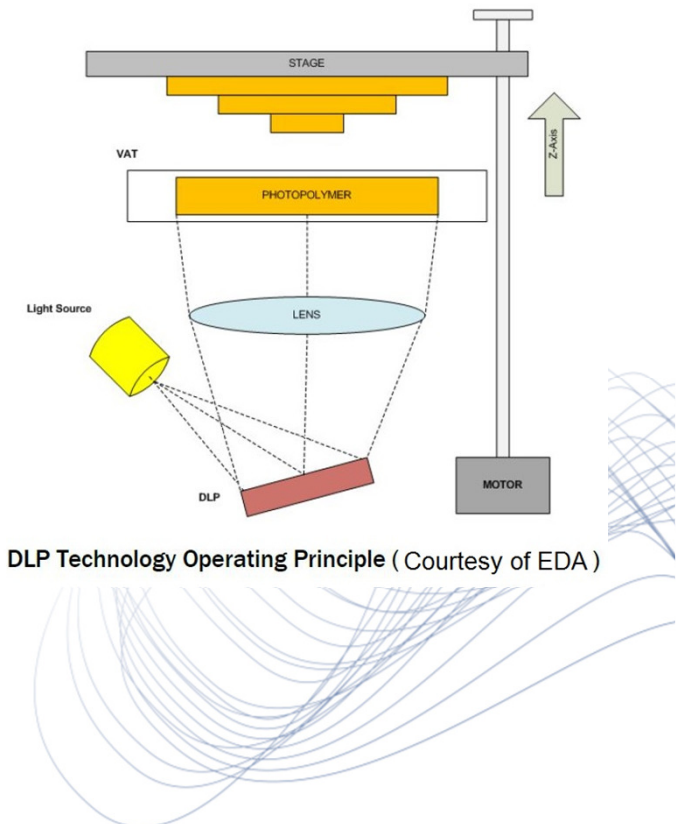 STAGE
VAT
Z-Axis
PHOTOPOLYMER
Light Source
LENS
DLP
MOTOR
DLP Technology Operating Principle ( Courtesy of EDA )